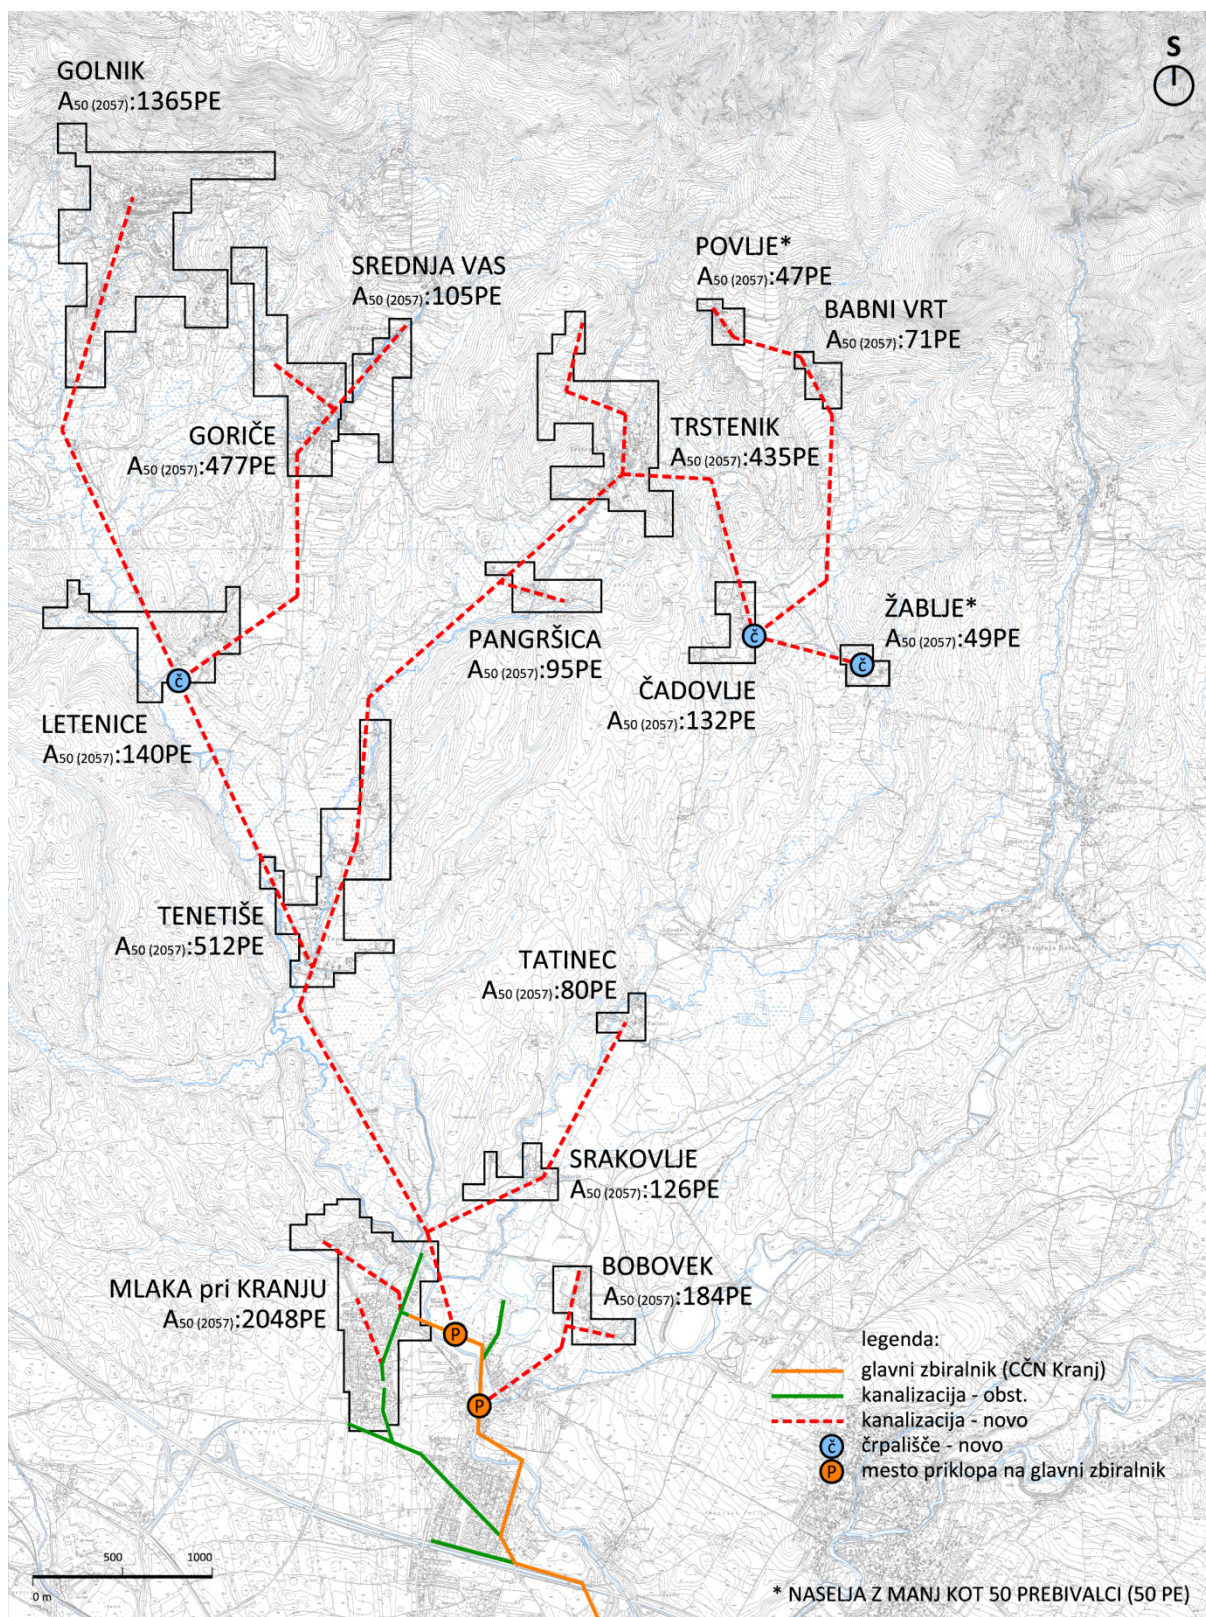 S
GOLNIK
A50 (2057):1365PE
SREDNJA VAS
A50 (2057):105PE
POVLJE*
A50 (2057):47PE
BABNI VRT
A50 (2057):71PE
GORIČE
A50 (2057):477PE
TRSTENIK
A50 (2057):435PE
PANGRŠICA
A50 (2057):95PE
ŽABLJE*
A50 (2057):49PE
č
č
č
ČADOVLJE
A50 (2057):132PE
LETENICE
A50 (2057):140PE
TENETIŠE
A50 (2057):512PE
TATINEC
A50 (2057):80PE
SRAKOVLJE
A50 (2057):126PE
MLAKA pri KRANJU
A50 (2057):2048PE
BOBOVEK
A50 (2057):184PE
P
P
legenda:
glavni zbiralnik (CČN Kranj)
kanalizacija - obst.
kanalizacija - novo
č črpališče - novo
P mesto priklopa na glavni zbiralnik
500 1000
0 m
* NASELJA Z MANJ KOT 50 PREBIVALCI (50 PE)